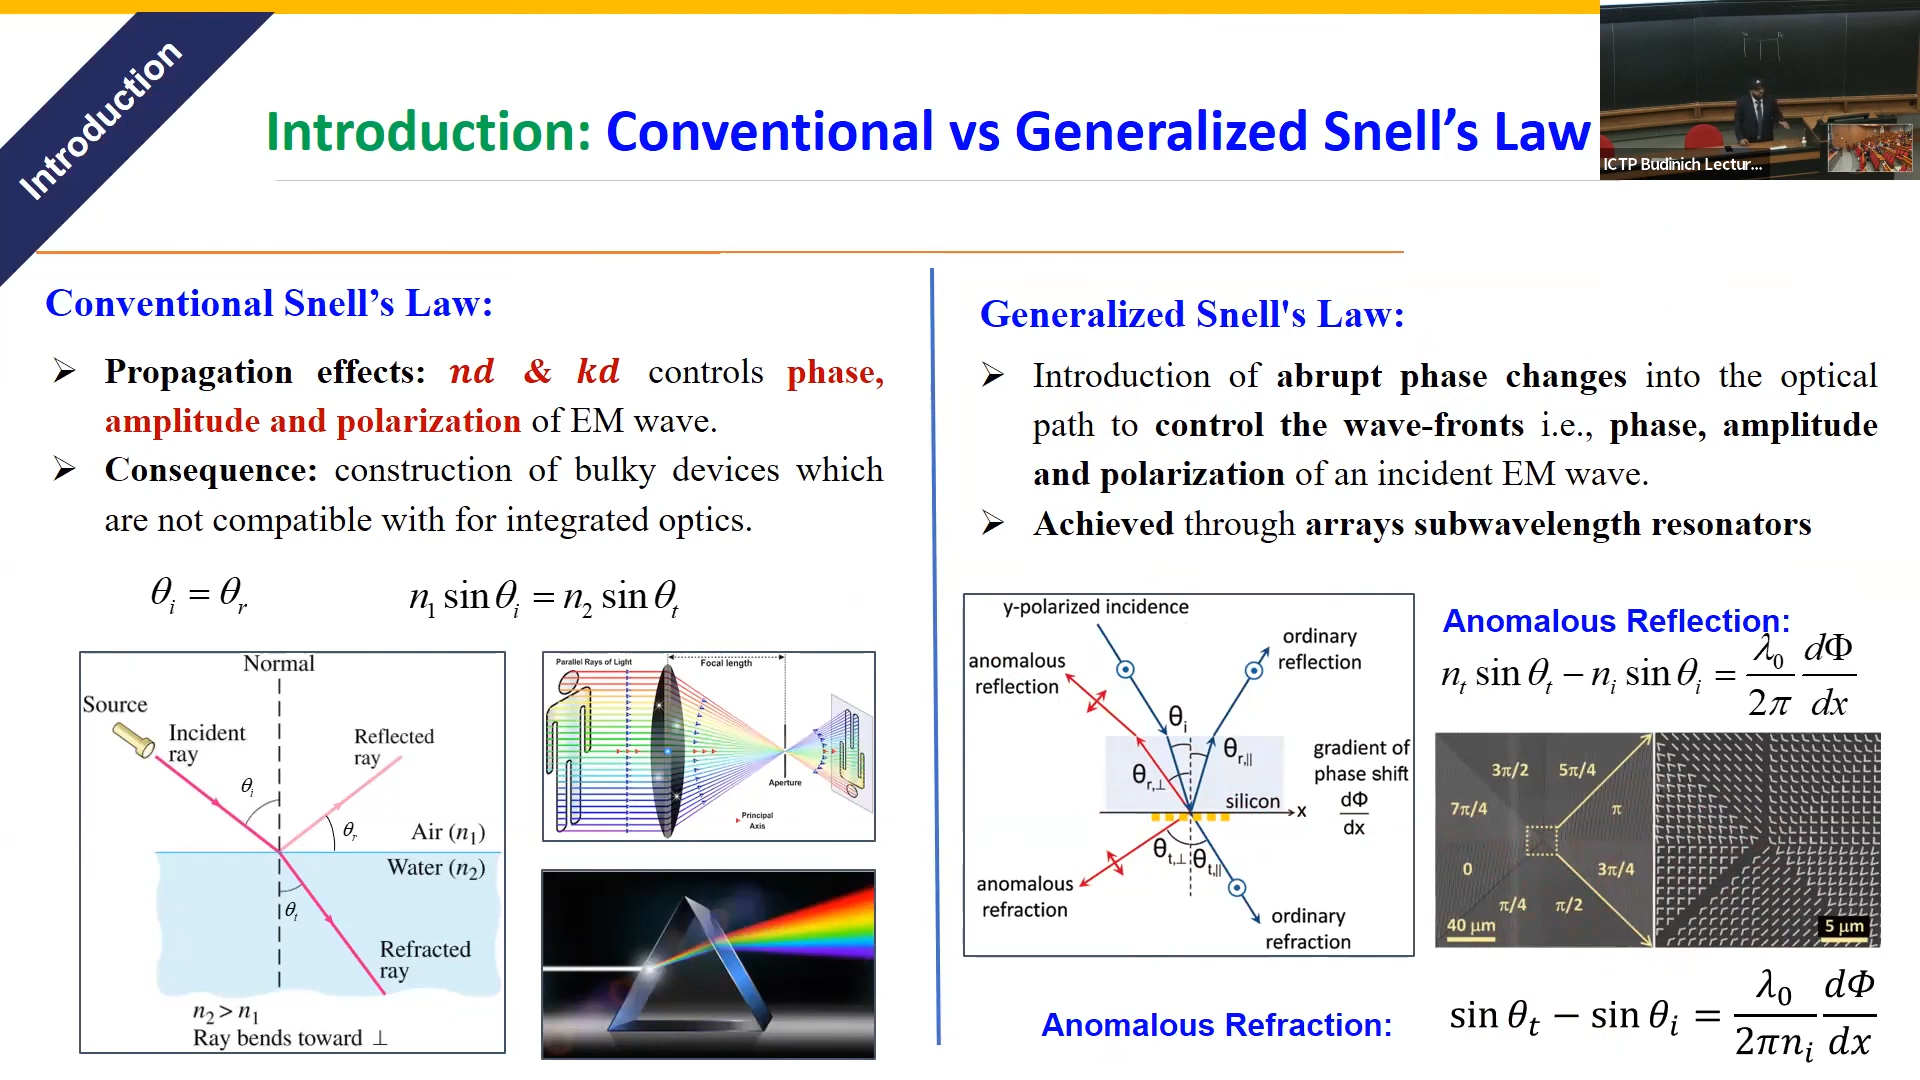 Introduction
Introduction: Conventional vs Generalized Snell’s Law
ICTP Budinich Lectur...
Conventional Snell’s Law:
➢ Propagation effects: nd & kd controls phase,
amplitude and polarization of EM wave.
➢ Consequence: construction of bulky devices which
are not compatible with for integrated optics.
θi = θr
n1 sin θi = n2 sin θt
Normal
Source
Incident
ray
Reflected
ray
θi
θr
Air (n1)
Water (n2)
θt
Refracted
ray
n2 > n1
Ray bends toward ⊥
Parallel Rays of Light
Focal length
Aperture
Principal
Axis
Generalized Snell's Law:
➢ Introduction of abrupt phase changes into the optical
path to control the wave-fronts i.e., phase, amplitude
and polarization of an incident EM wave.
➢ Achieved through arrays subwavelength resonators
y-polarized incidence
ordinary
reflection
anomalous
reflection
θi
θr,||
θr,⊥
gradient of
phase shift
dΦ
dx
silicon
x
θt,⊥
θt,||
anomalous
refraction
ordinary
refraction
Anomalous Reflection:
nt sin θt − ni sin θi = λ0/2π dΦ/dx
3π/2 5π/4
7π/4 π
0 3π/4
π/4 π/2
40 μm
5 μm
Anomalous Refraction:
sin θt − sin θi = λ0/2πni dΦ/dx